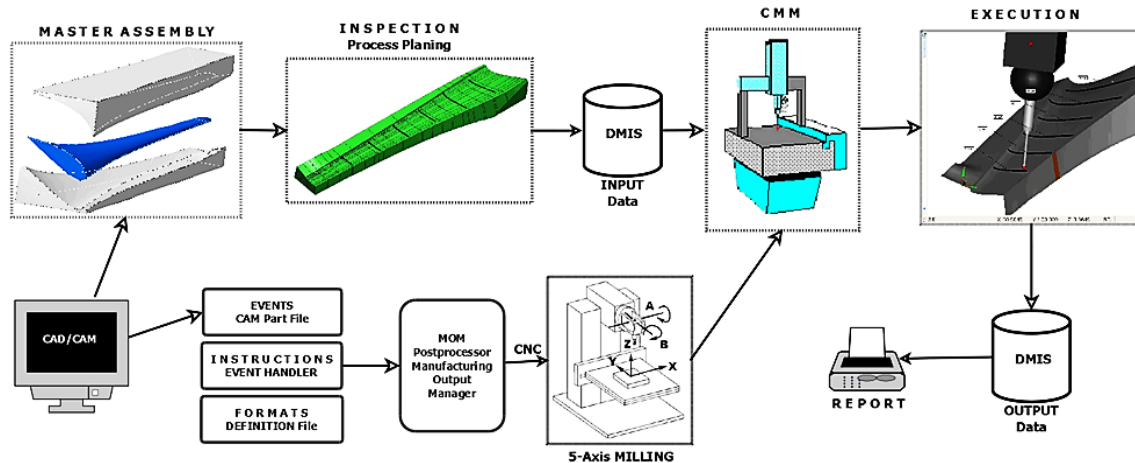 MASTER ASSEMBLY
INSPECTION
Process Planing
CMM
EXECUTION
DMIS
INPUT
Data
CAD/CAM
EVENTS
CAM Part File
INSTRUCTIONS
EVENT HANDLER
FORMATS
DEFINITION File
MOM
Postprocessor
Manufacturing
Output
Manager
CNC
A
B
Z
Y
X
5-Axis MILLING
REPORT
DMIS
OUTPUT
Data